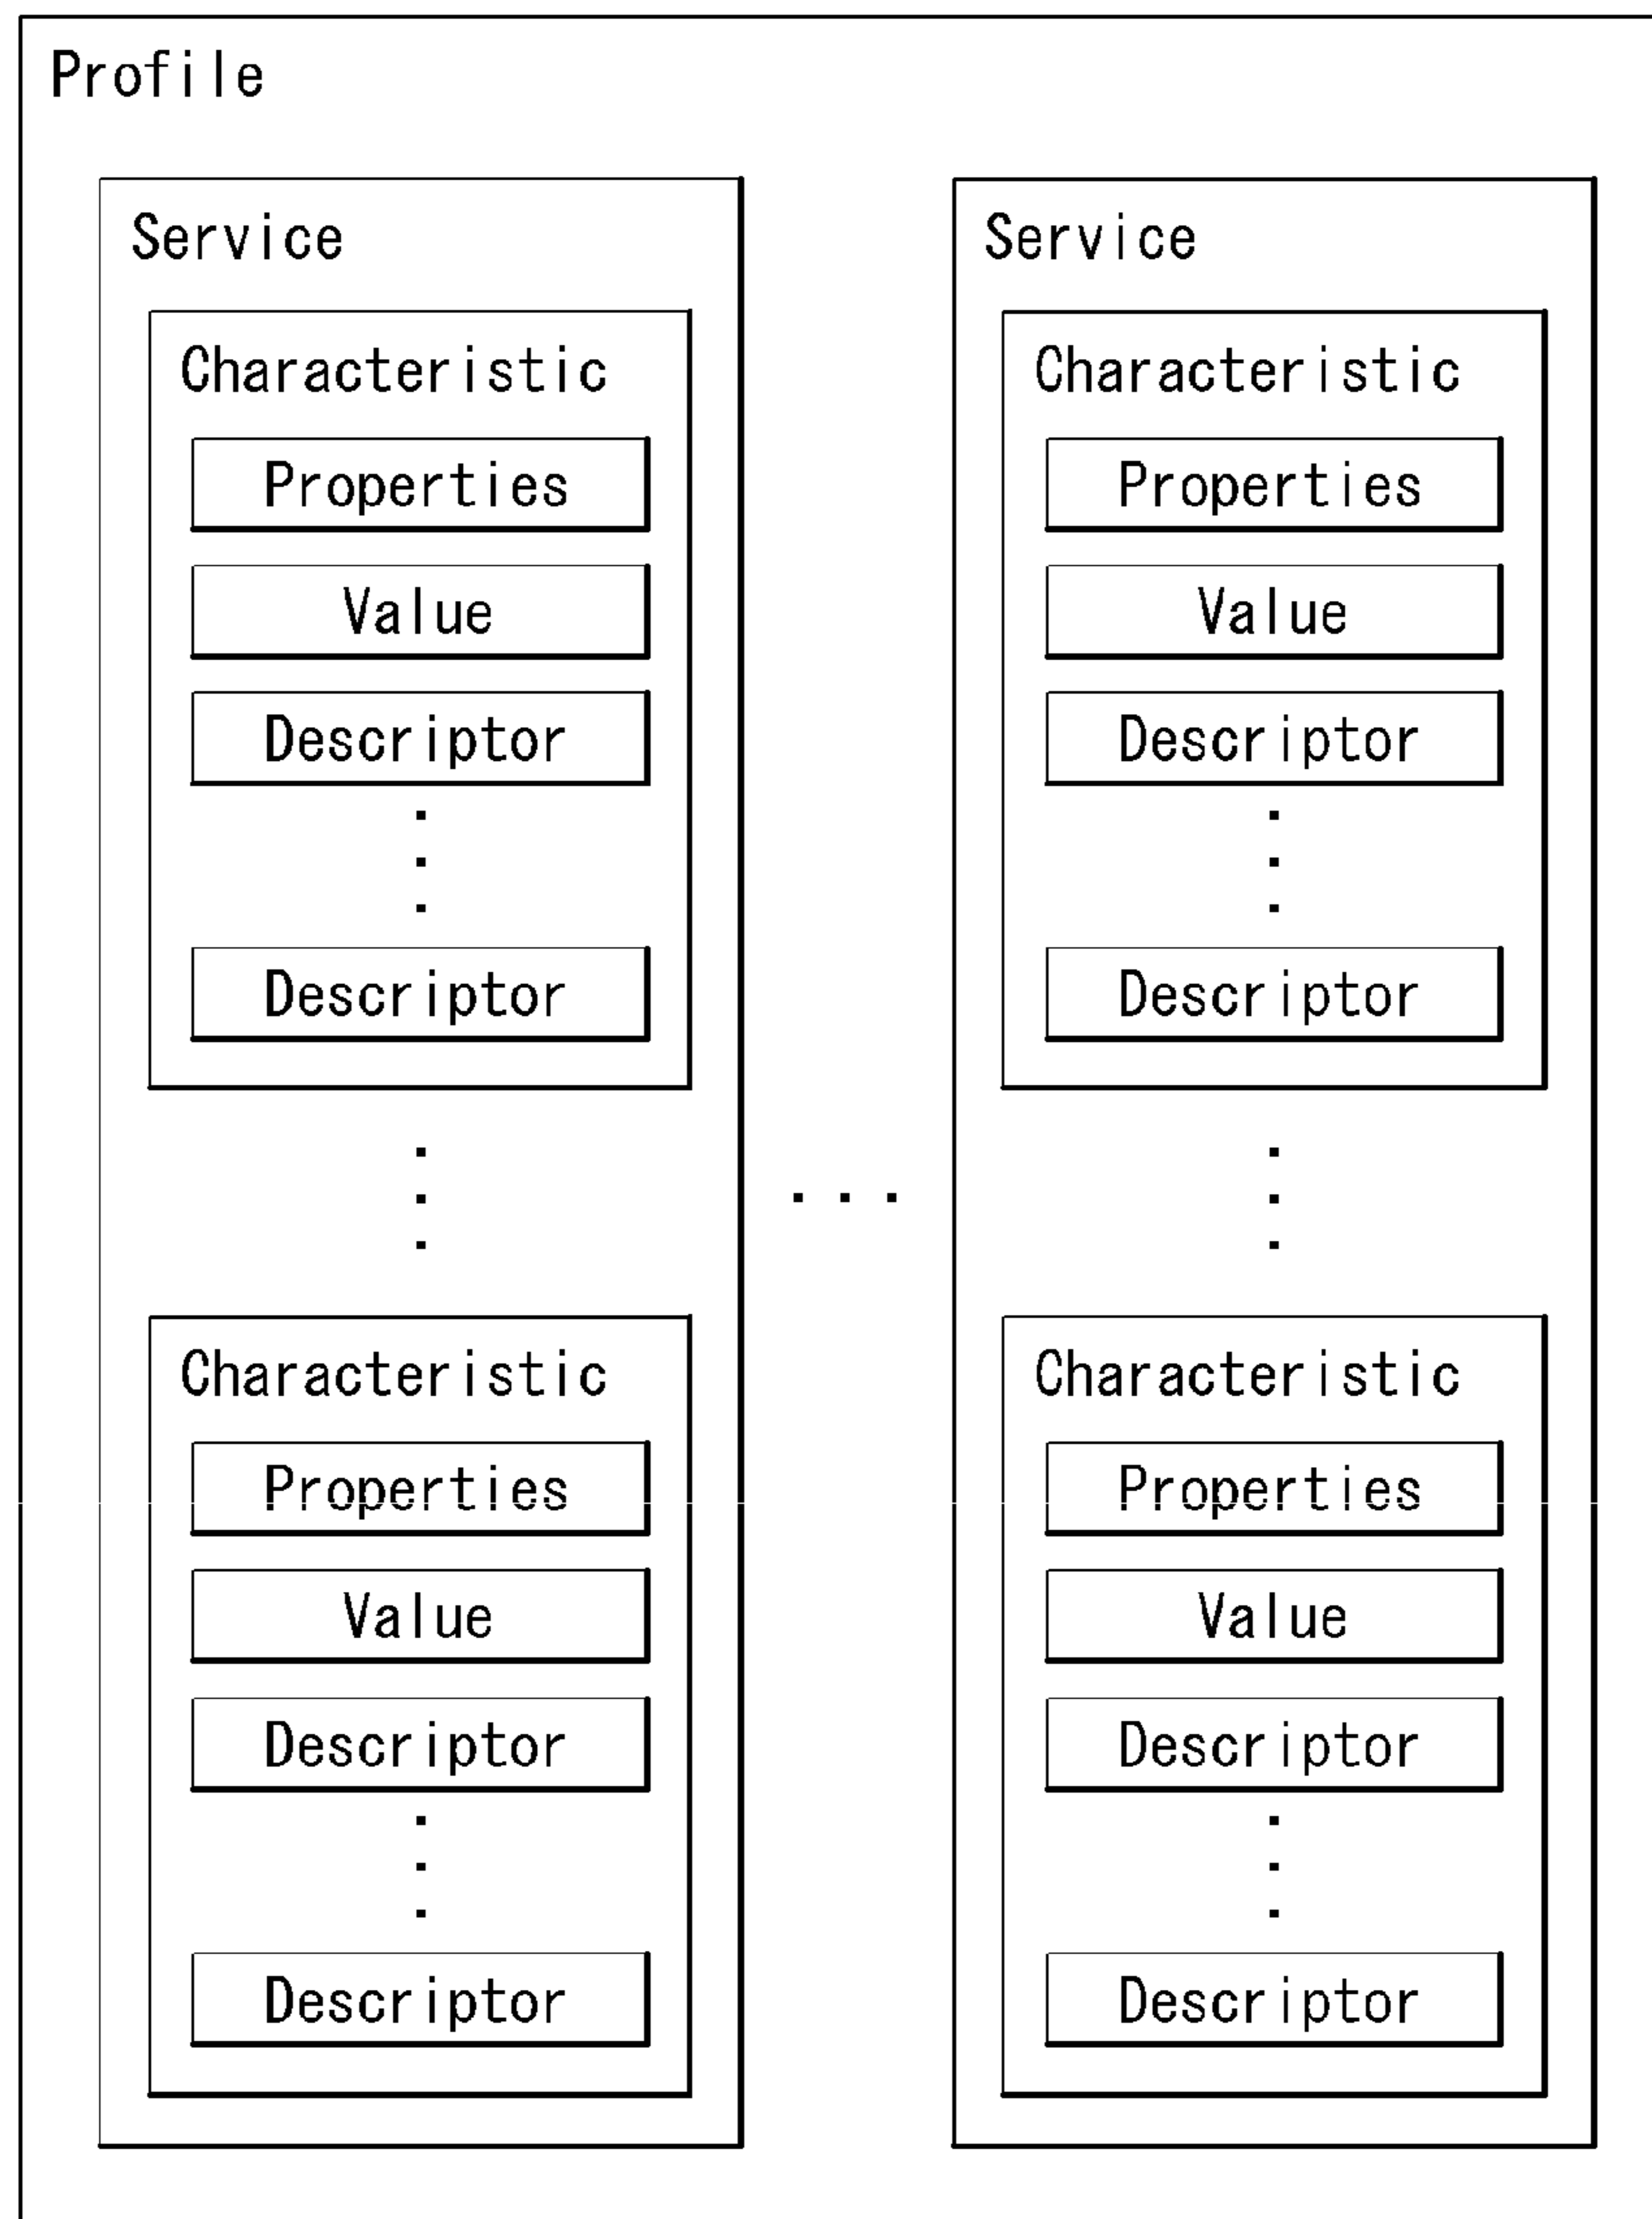 Profile
Service
Characteristic
Properties
Value
Descriptor
Descriptor
Characteristic
Properties
Value
Descriptor
Descriptor
Service
Characteristic
Properties
Value
Descriptor
Descriptor
Characteristic
Properties
Value
Descriptor
Descriptor